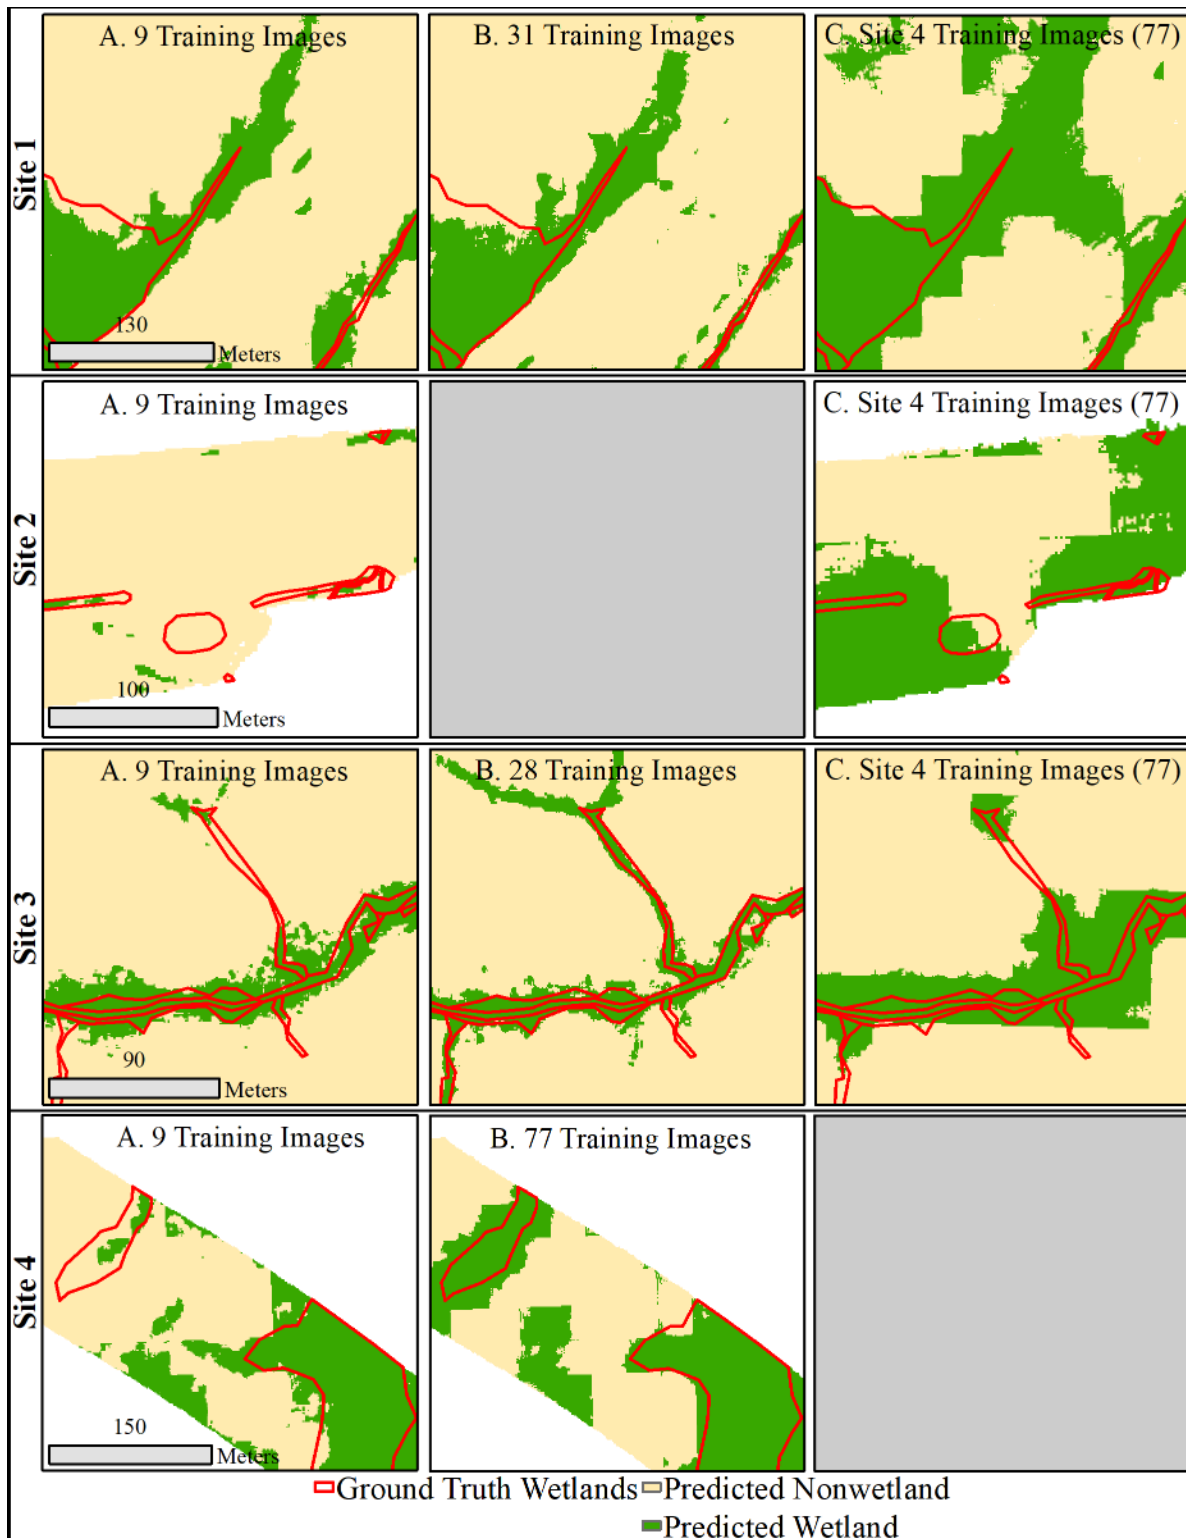 A. 9 Training Images
B. 31 Training Images
C. Site 4 Training Images (77)
Site 1
130
Meters
A. 9 Training Images
C. Site 4 Training Images (77)
Site 2
100
Meters
A. 9 Training Images
B. 28 Training Images
C. Site 4 Training Images (77)
Site 3
90
Meters
A. 9 Training Images
B. 77 Training Images
Site 4
150
Meters
Ground Truth Wetlands
Predicted Nonwetland
Predicted Wetland